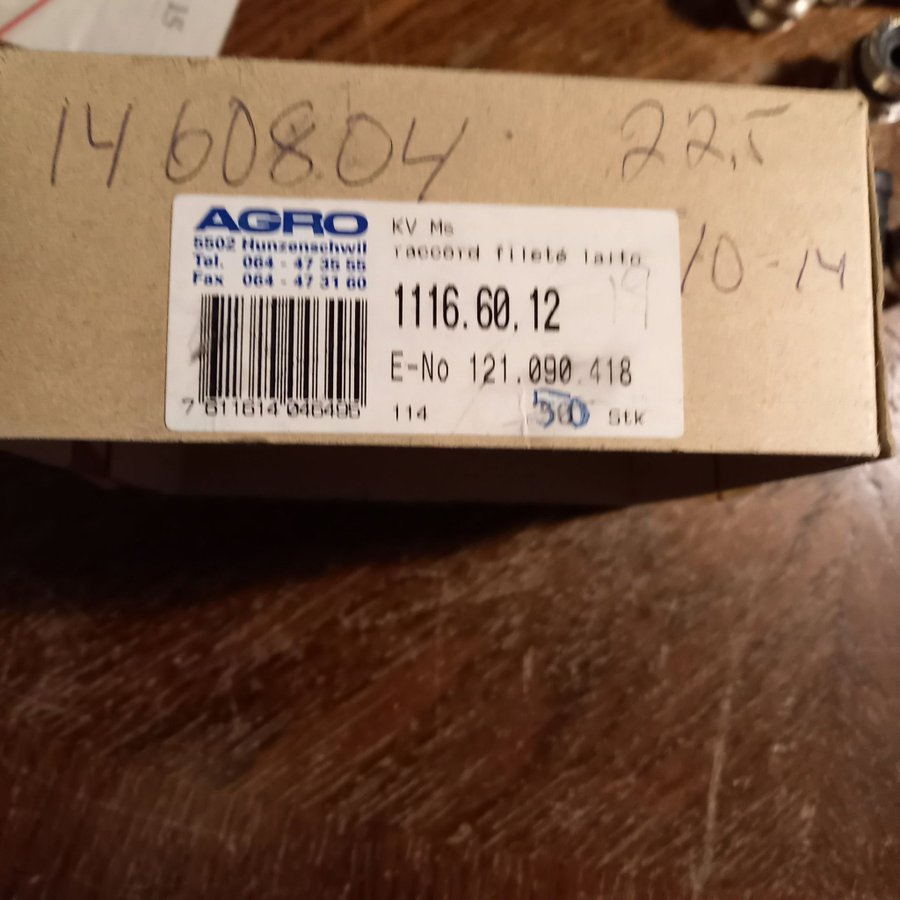 15
14 608.04 22,5
10-14
AGRO
5502 Hunzenschwil
Tel. 064 - 47 35 55
Fax 064 - 47 31 60
KV Ms
raccord fileté laito
1116.60.12
19
E-No 121.090.418
7 611614 046495
114 50 Stk